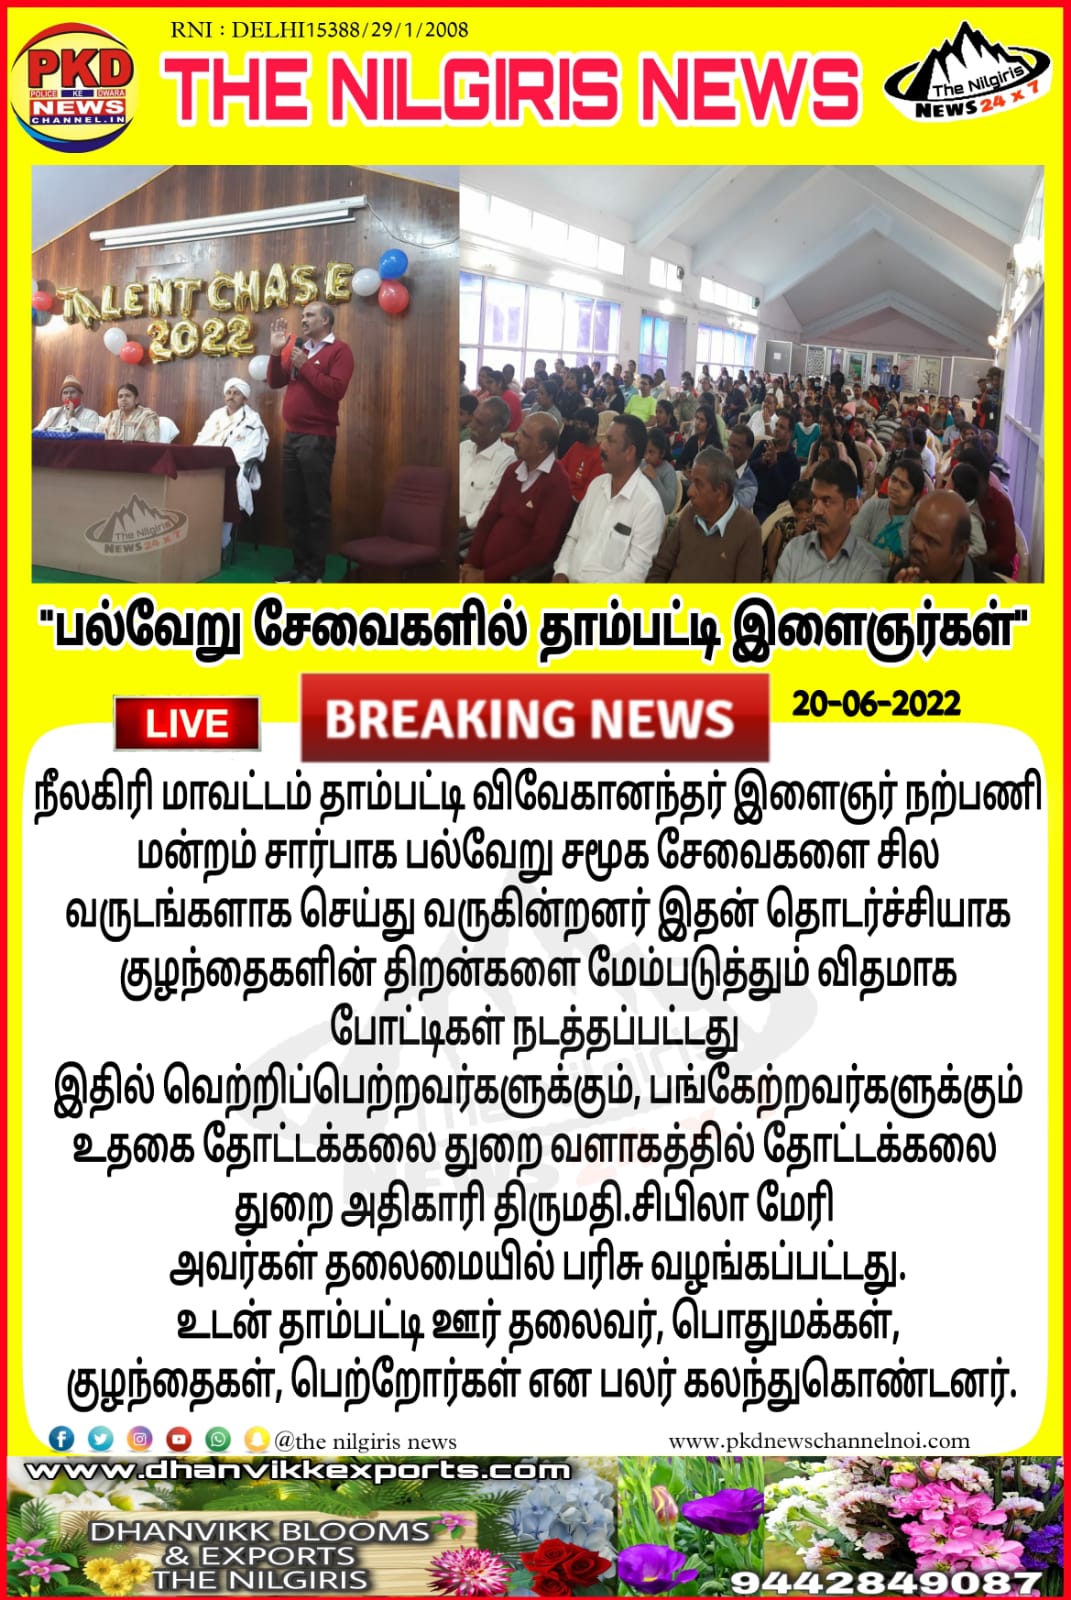 RNI : DELHI15388/29/1/2008
PKD
POLICE KE DWARA
NEWS
CHANNEL.IN
THE NILGIRIS NEWS
The Nilgiris
NEWS 24 x 7
TALENT CHASE
2022
The Nilgiris
NEWS 24 x 7
"பல்வேறு சேவைகளில் தாம்பட்டி இளைஞர்கள்"
LIVE
BREAKING NEWS
20-06-2022
நீலகிரி மாவட்டம் தாம்பட்டி விவேகானந்தர் இளைஞர் நற்பணி
மன்றம் சார்பாக பல்வேறு சமூக சேவைகளை சில
வருடங்களாக செய்து வருகின்றனர் இதன் தொடர்ச்சியாக
குழந்தைகளின் திறன்களை மேம்படுத்தும் விதமாக
போட்டிகள் நடத்தப்பட்டது
இதில் வெற்றிப்பெற்றவர்களுக்கும், பங்கேற்றவர்களுக்கும்
உதகை தோட்டக்கலை துறை வளாகத்தில் தோட்டக்கலை
துறை அதிகாரி திருமதி.சிபிலா மேரி
அவர்கள் தலைமையில் பரிசு வழங்கப்பட்டது.
உடன் தாம்பட்டி ஊர் தலைவர், பொதுமக்கள்,
குழந்தைகள், பெற்றோர்கள் என பலர் கலந்துகொண்டனர்.
The Nilgiris
NEWS 24 x 7
@the nilgiris news
www.pkdnewschannelnoi.com
www.dhanvikkexports.com
DHANVIKK BLOOMS
& EXPORTS
THE NILGIRIS
9442849087